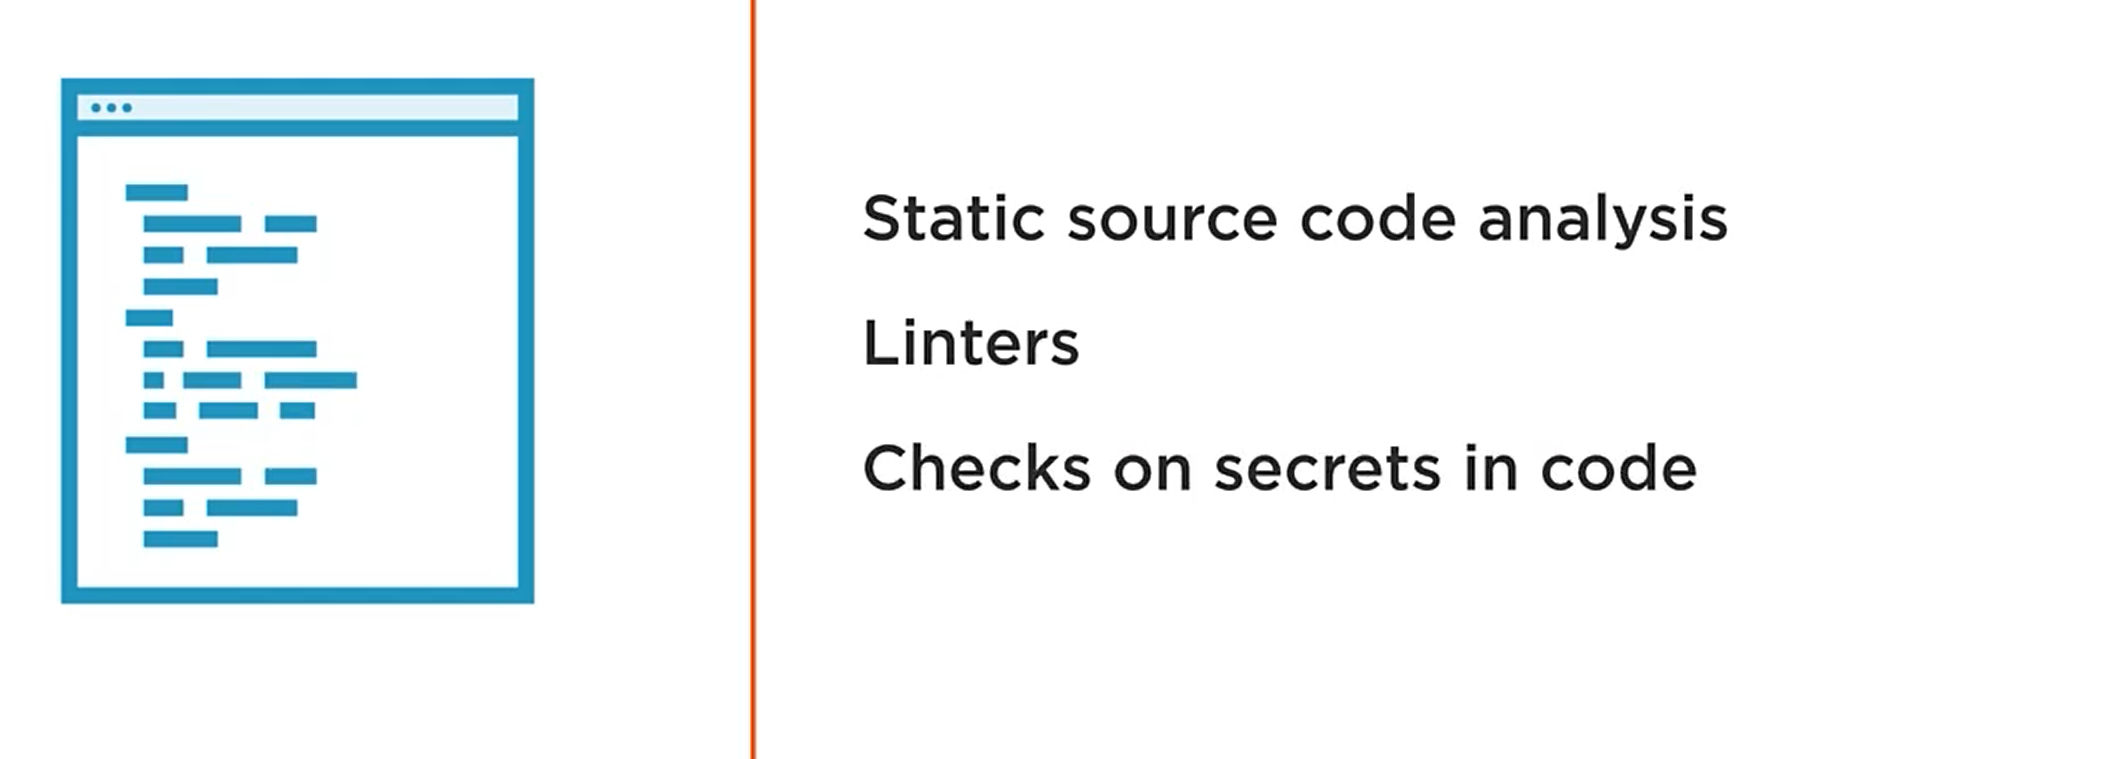 Static source code analysis
Linters
Checks on secrets in code